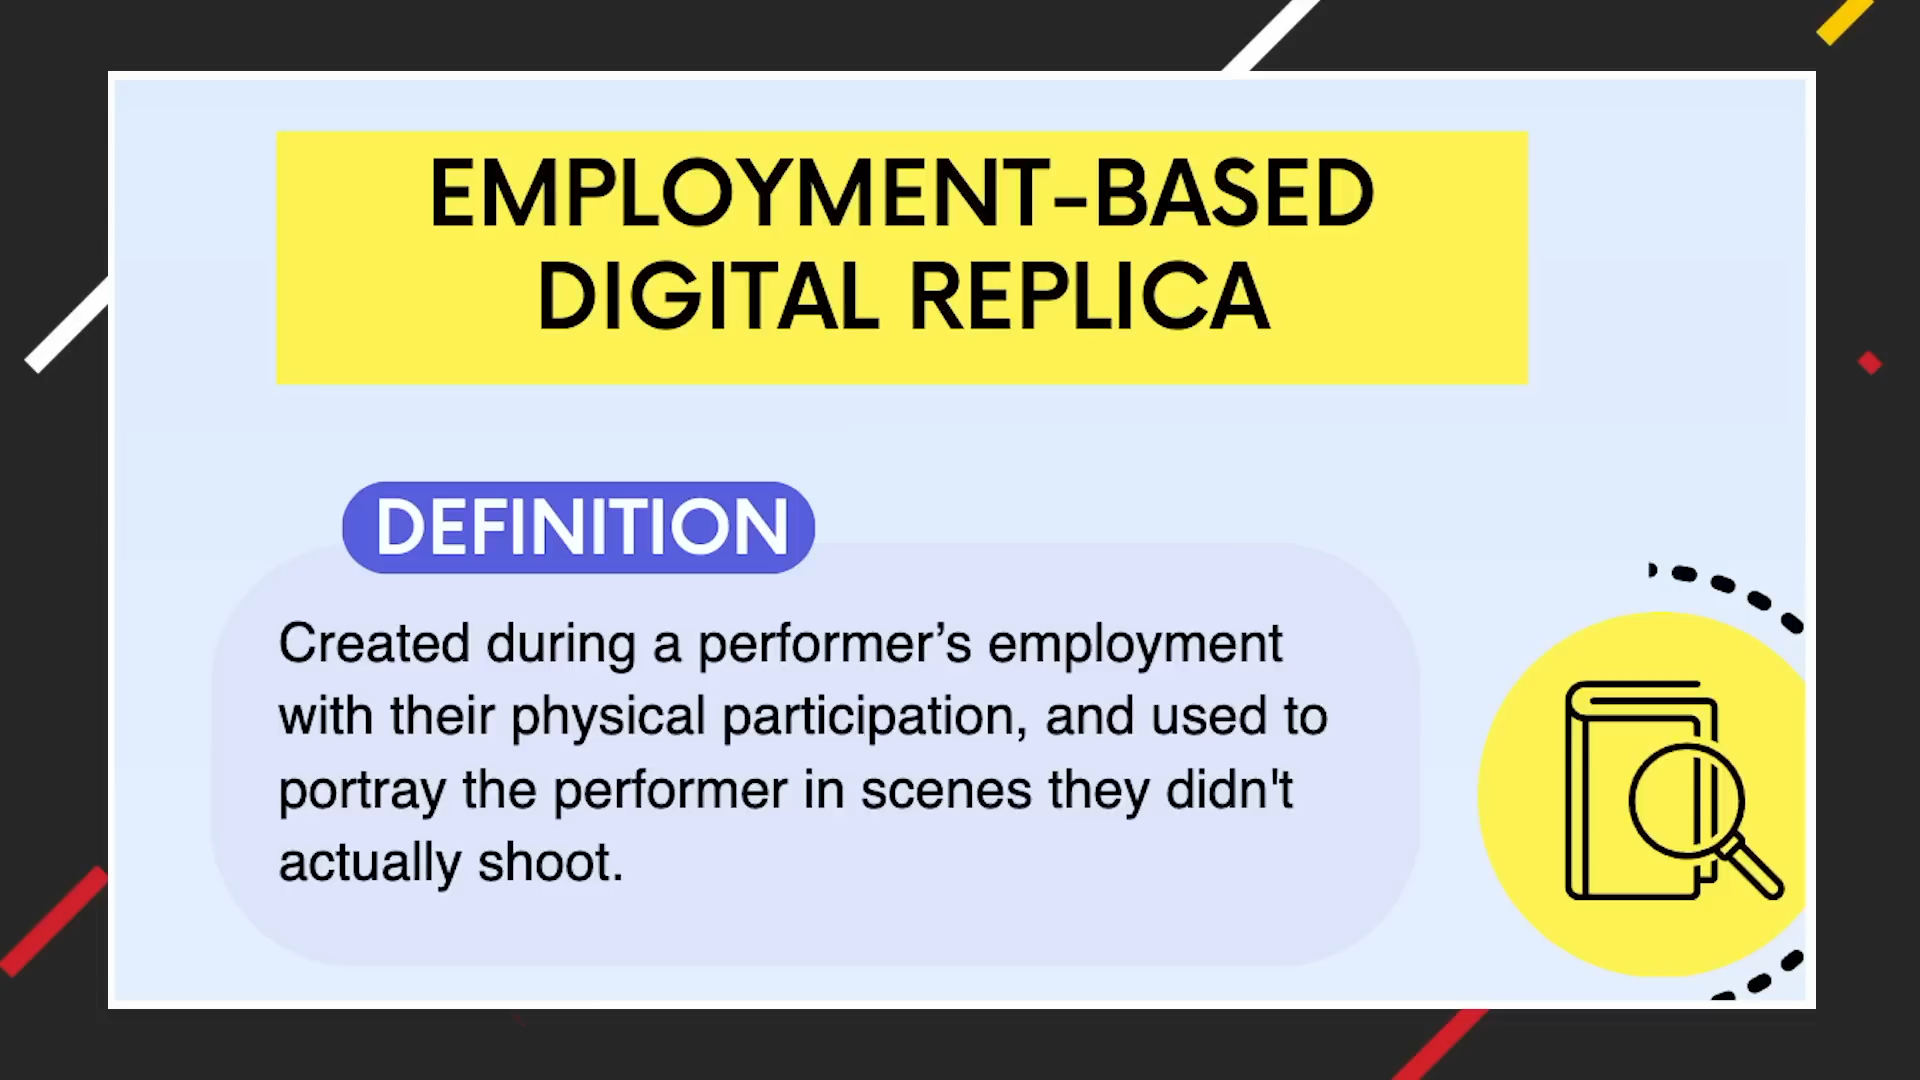 EMPLOYMENT-BASED
DIGITAL REPLICA
DEFINITION
Created during a performer’s employment
with their physical participation, and used to
portray the performer in scenes they didn't
actually shoot.